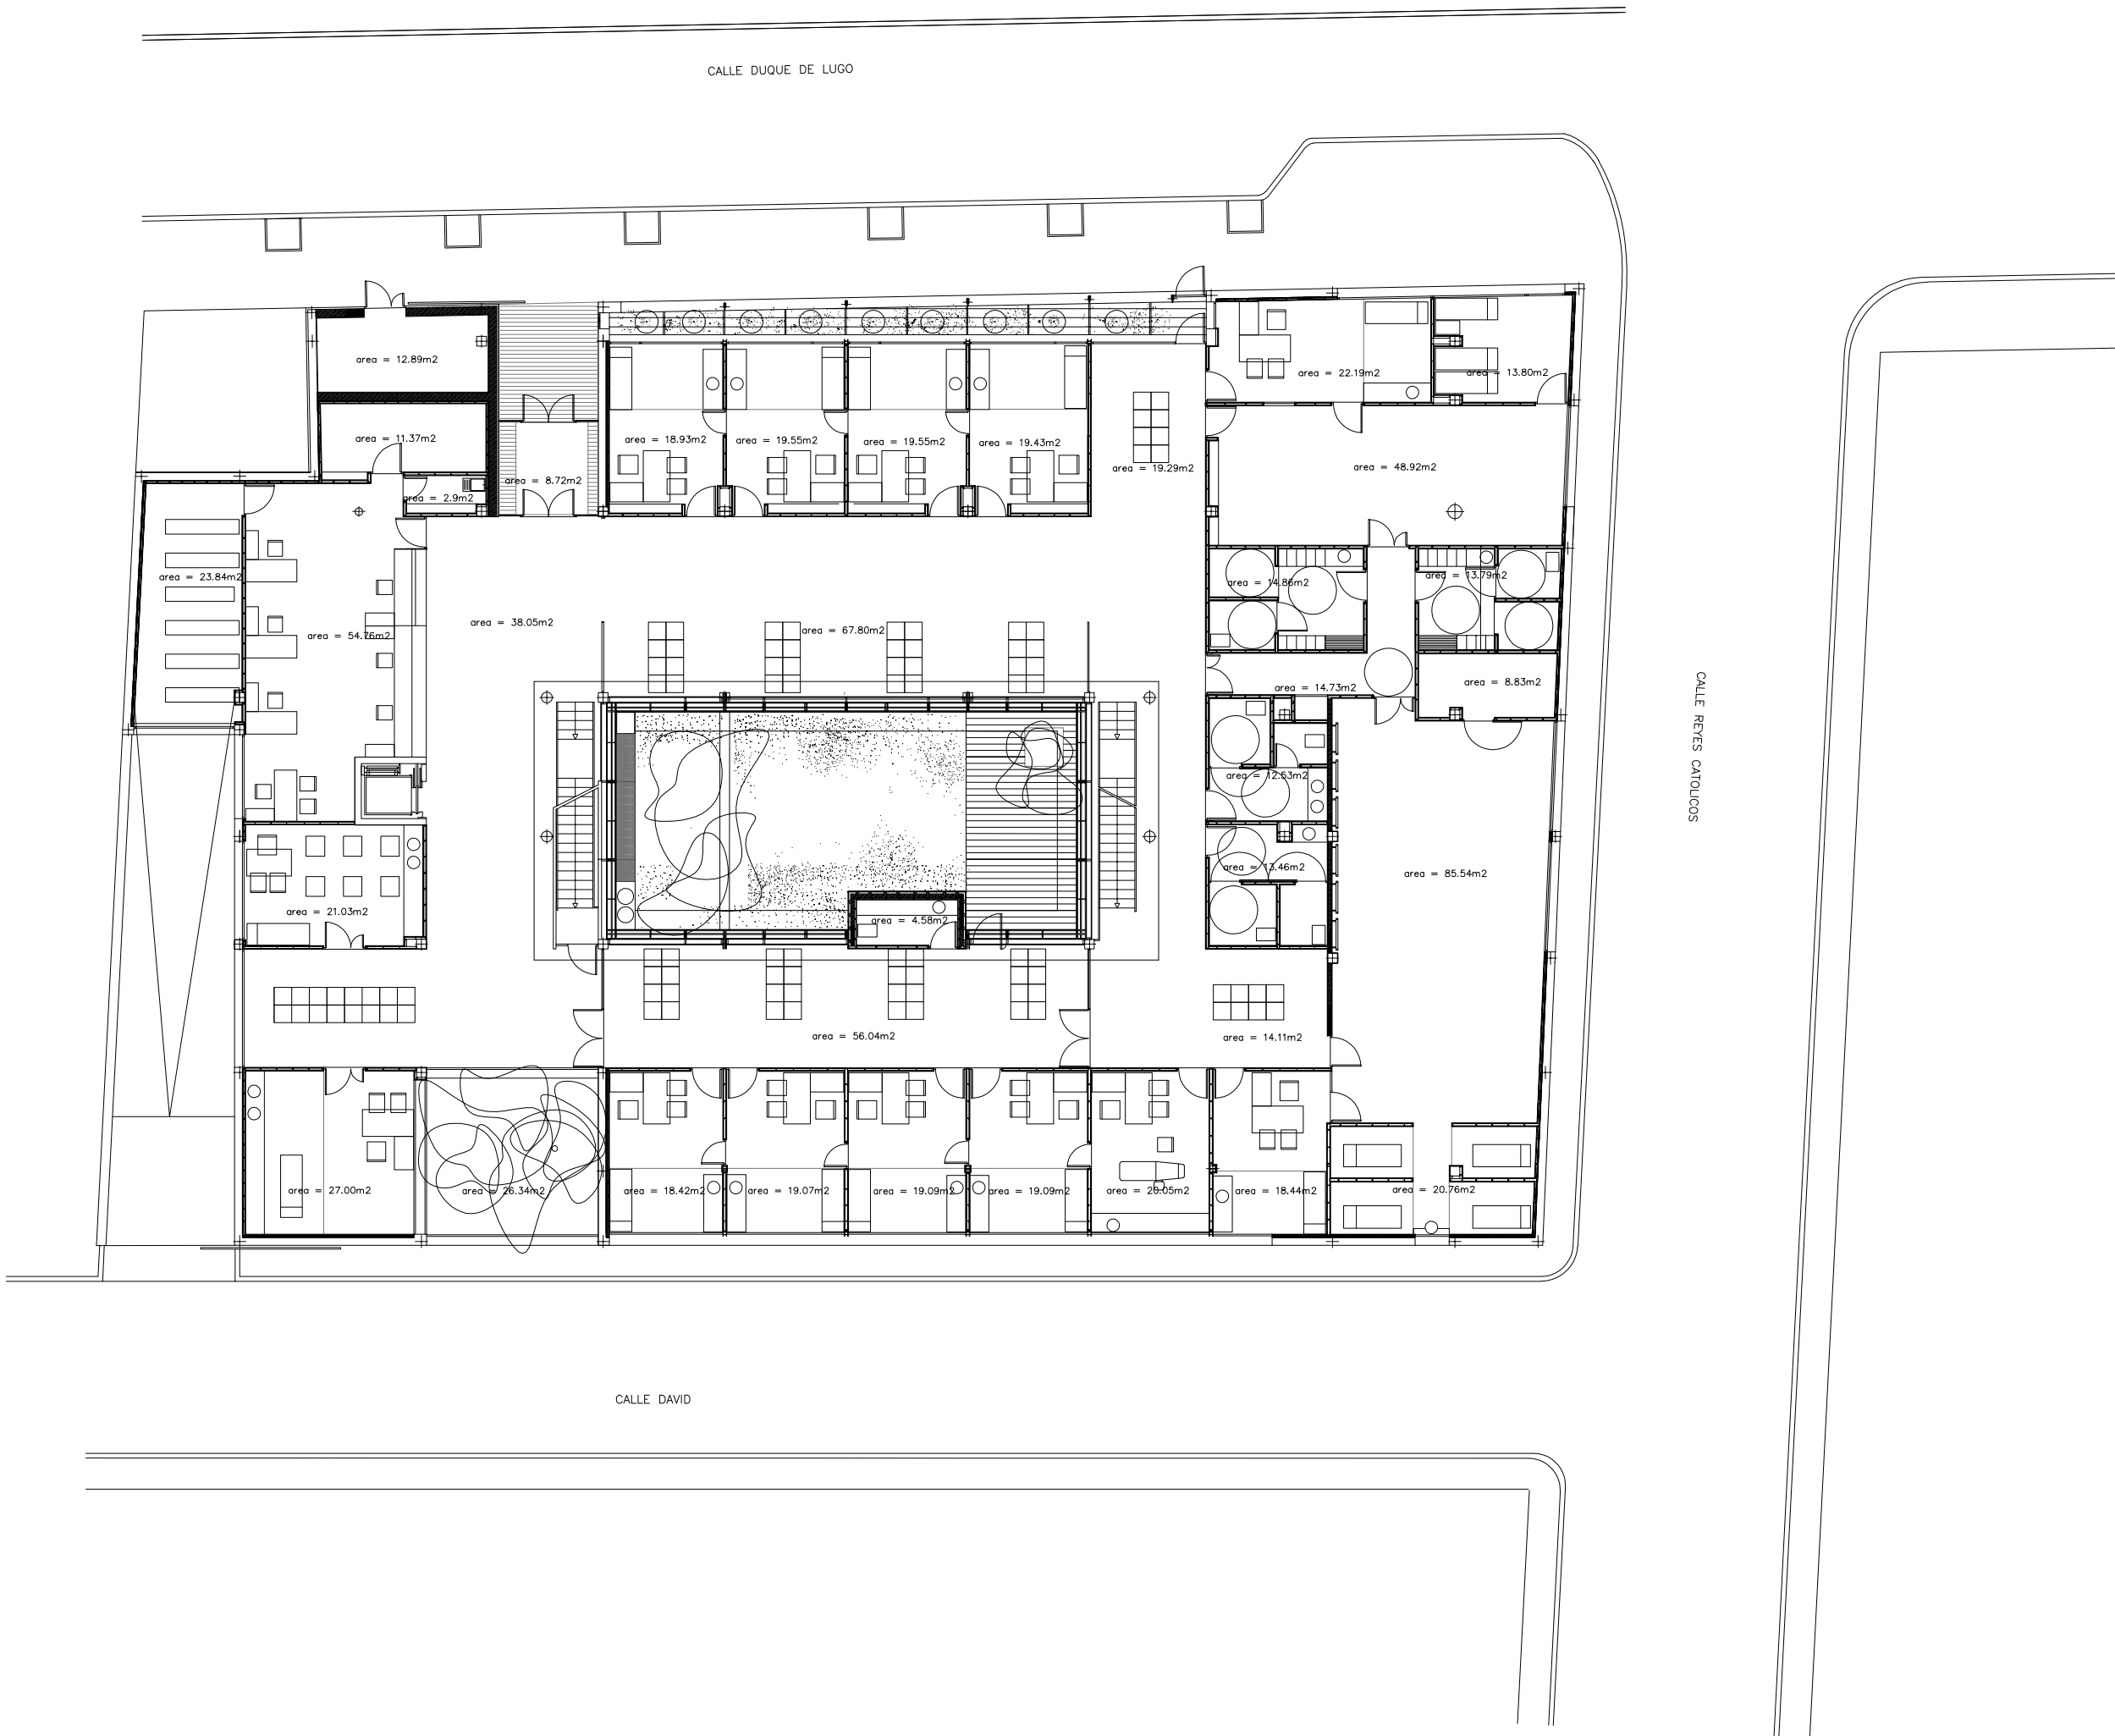 CALLE DUQUE DE LUGO
area = 12.89m2
area = 22.19m2
area = 13.80m2
area = 11.37m2
area = 18.93m2
area = 19.55m2
area = 19.55m2
area = 19.43m2
area = 19.29m2
area = 48.92m2
area = 8.72m2
area = 2.9m2
area = 23.84m2
area = 14.86m2
area = 13.79m2
area = 38.05m2
area = 67.80m2
area = 54.76m2
area = 14.73m2
area = 8.83m2
CALLE REYES CATOLICOS
area = 12.53m2
area = 13.46m2
area = 85.54m2
area = 21.03m2
area = 4.58m2
area = 56.04m2
area = 14.11m2
area = 27.00m2
area = 26.34m2
area = 18.42m2
area = 19.07m2
area = 19.09m2
area = 19.09m2
area = 20.05m2
area = 18.44m2
area = 20.76m2
CALLE DAVID